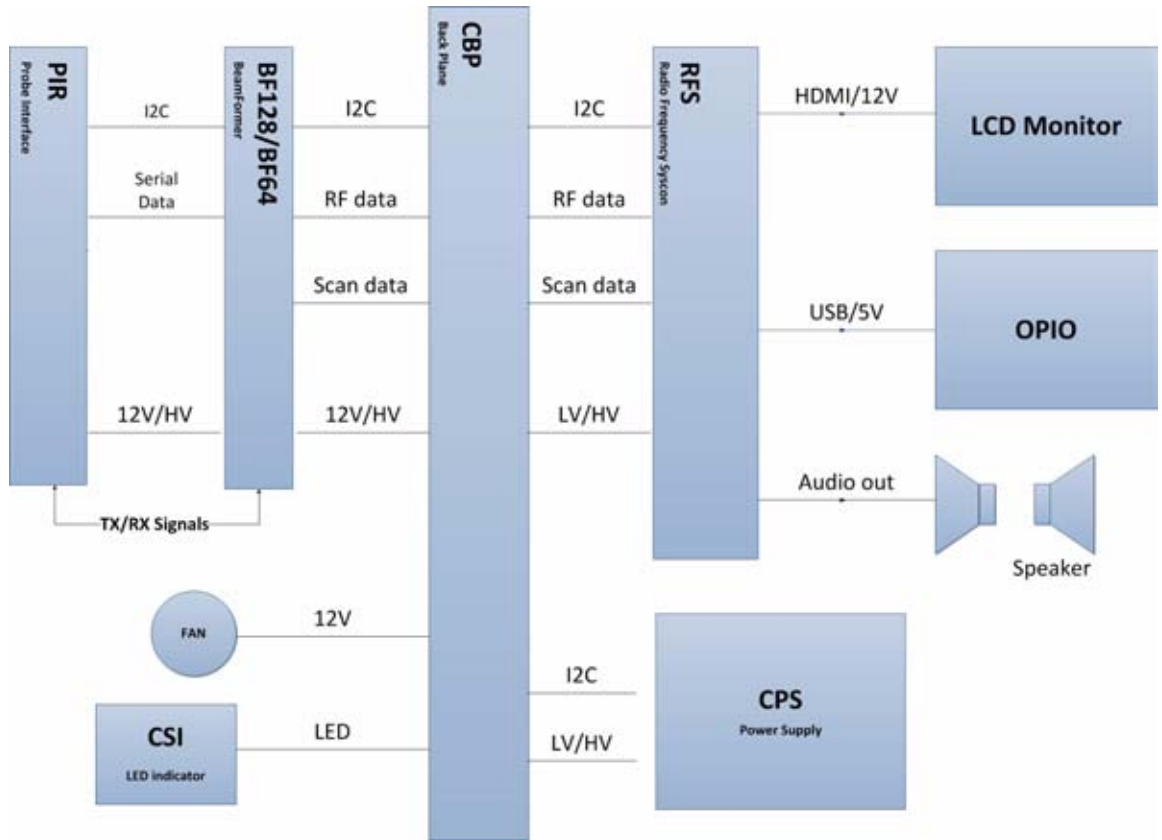 PIR
Probe Interface
I2C
Serial
Data
12V/HV
BF128/BF64
BeamFormer
TX/RX Signals
I2C
RF data
Scan data
12V/HV
CBP
Back Plane
I2C
RF data
Scan data
LV/HV
RFS
Radio Frequency Syscon
HDMI/12V
LCD Monitor
USB/5V
OPIO
Audio out
Speaker
FAN
12V
CSI
LED indicator
LED
I2C
LV/HV
CPS
Power Supply